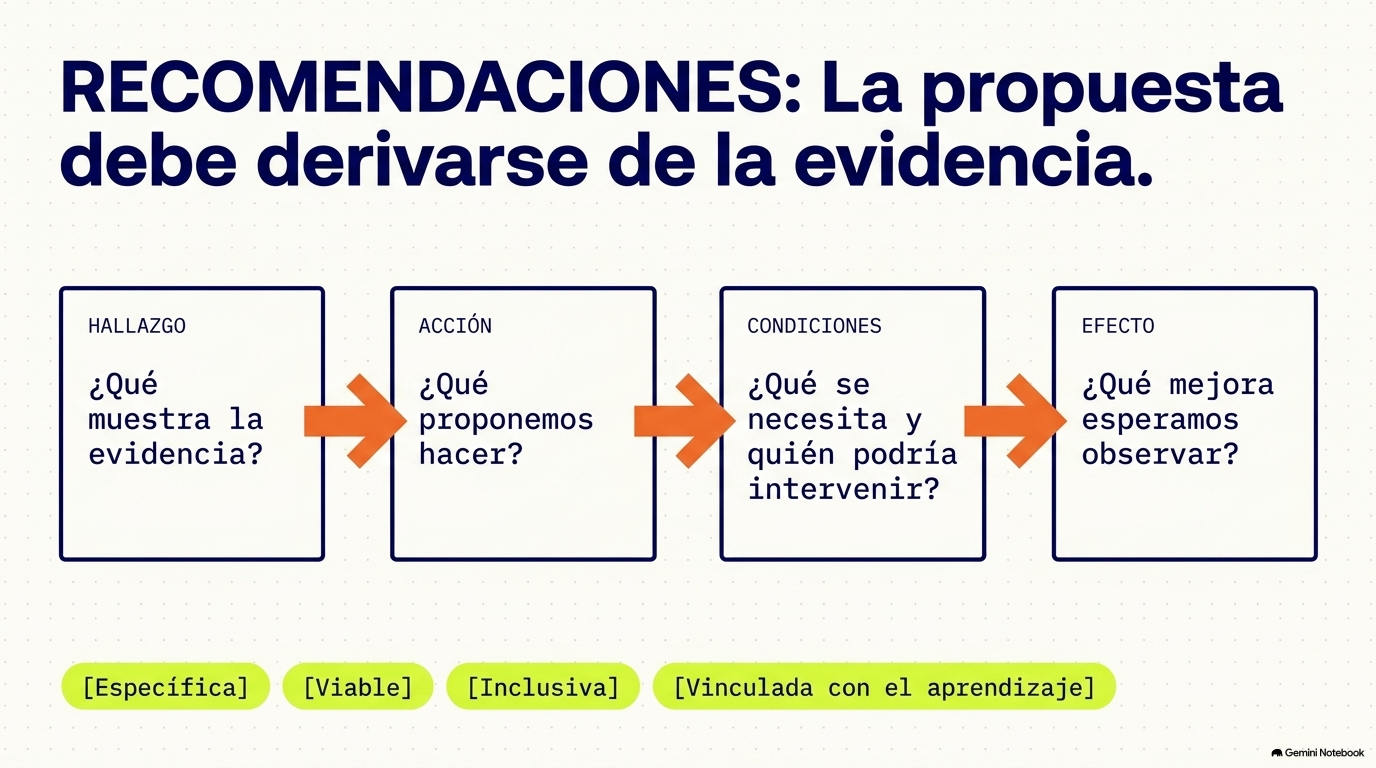 RECOMENDACIONES: La propuesta
debe derivarse de la evidencia.
HALLAZGO
¿Qué
muestra la
evidencia?
ACCIÓN
¿Qué
proponemos
hacer?
CONDICIONES
¿Qué se
necesita y
quién podría
intervenir?
EFECTO
¿Qué mejora
esperamos
observar?
[Específica]
[Viable]
[Inclusiva]
[Vinculada con el aprendizaje]
Gemini Notebook